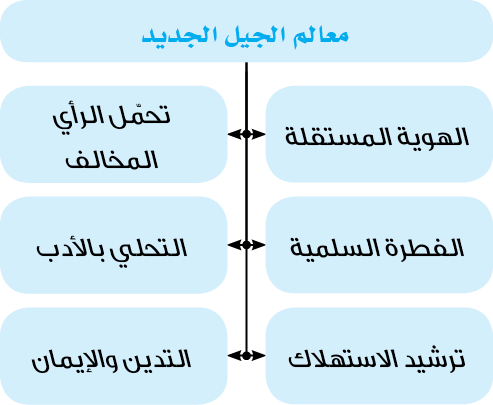 معالم الجيل الجديد
الهوية المستقلة
تحمّل الرأي
المخالف
الفطرة السلمية
التحلي بالأدب
ترشيد الاستهلاك
التدين والإيمان